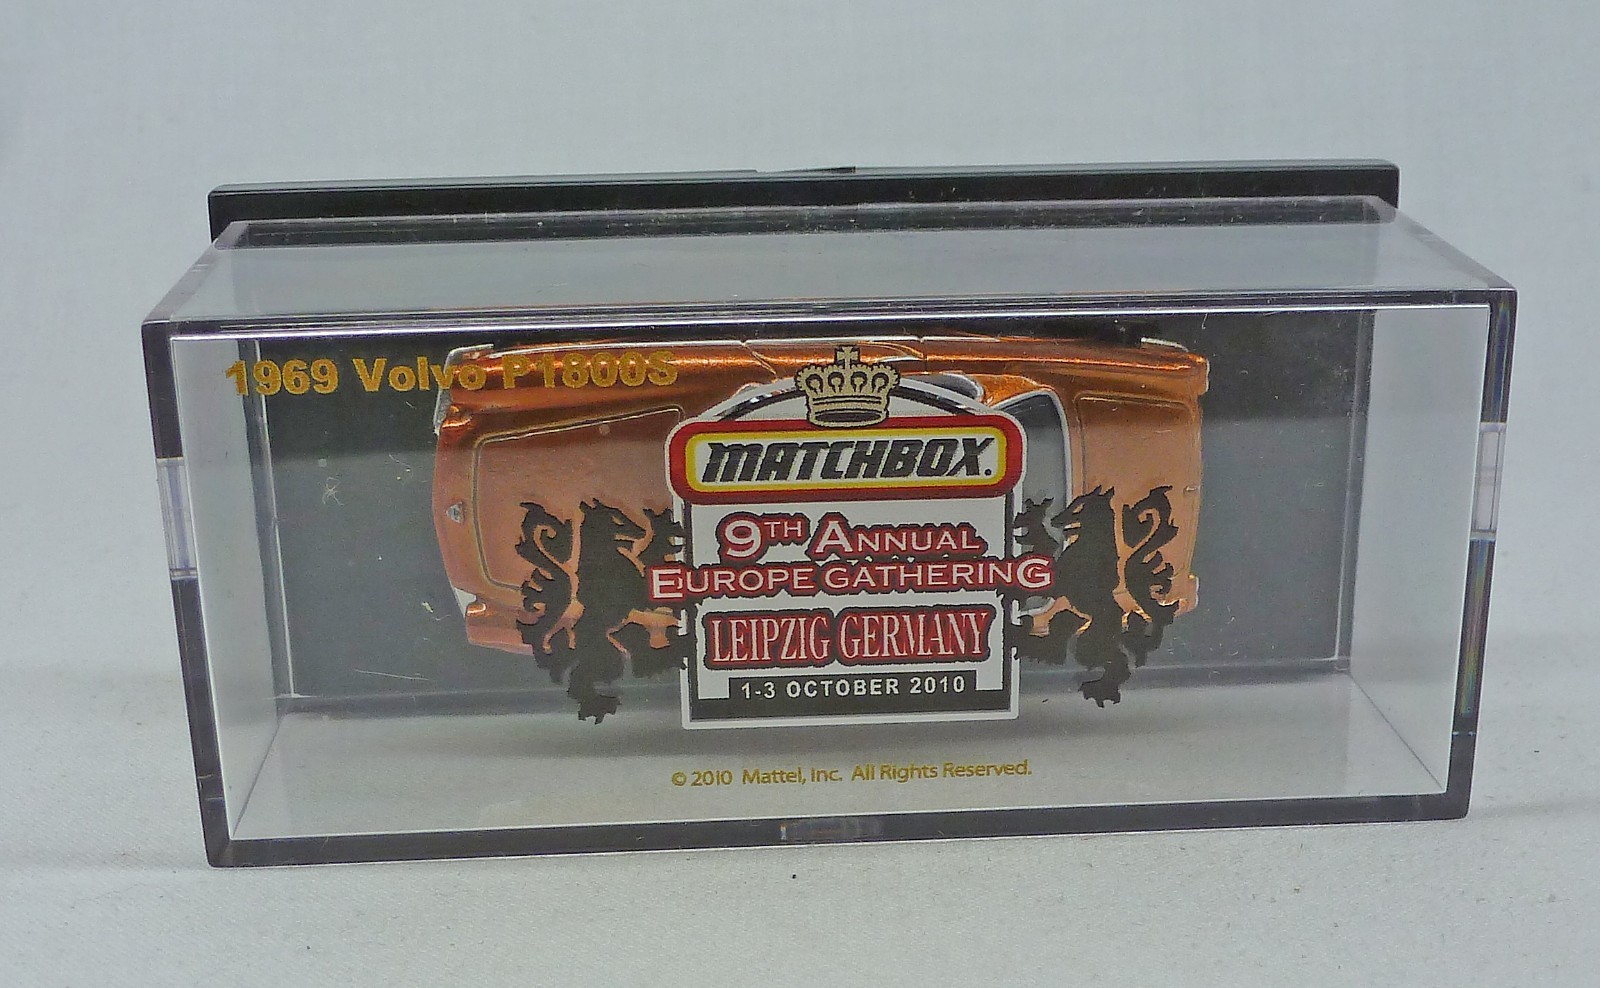 1969 Volvo P1800S
MATCHBOX.
9TH ANNUAL
EUROPE GATHERING
LEIPZIG GERMANY
1-3 OCTOBER 2010
© 2010 Mattel, Inc. All Rights Reserved.